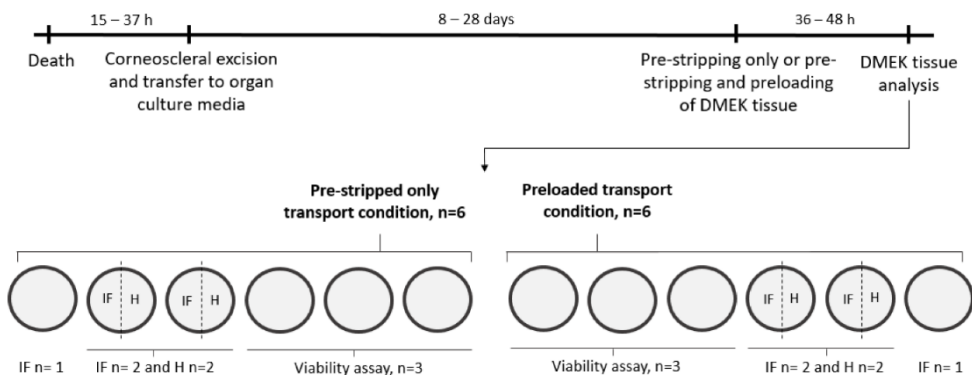 15 – 37 h
8 – 28 days
36 – 48 h
Death
Corneoscleral excision
and transfer to organ
culture media
Pre-stripping only or pre-
stripping and preloading
of DMEK tissue
DMEK tissue
analysis
Pre-stripped only
transport condition, n=6
Preloaded transport
condition, n=6
IF H
IF H
IF H
IF H
IF n= 1
IF n= 2 and H n=2
Viability assay, n=3
Viability assay, n=3
IF n= 2 and H n=2
IF n= 1